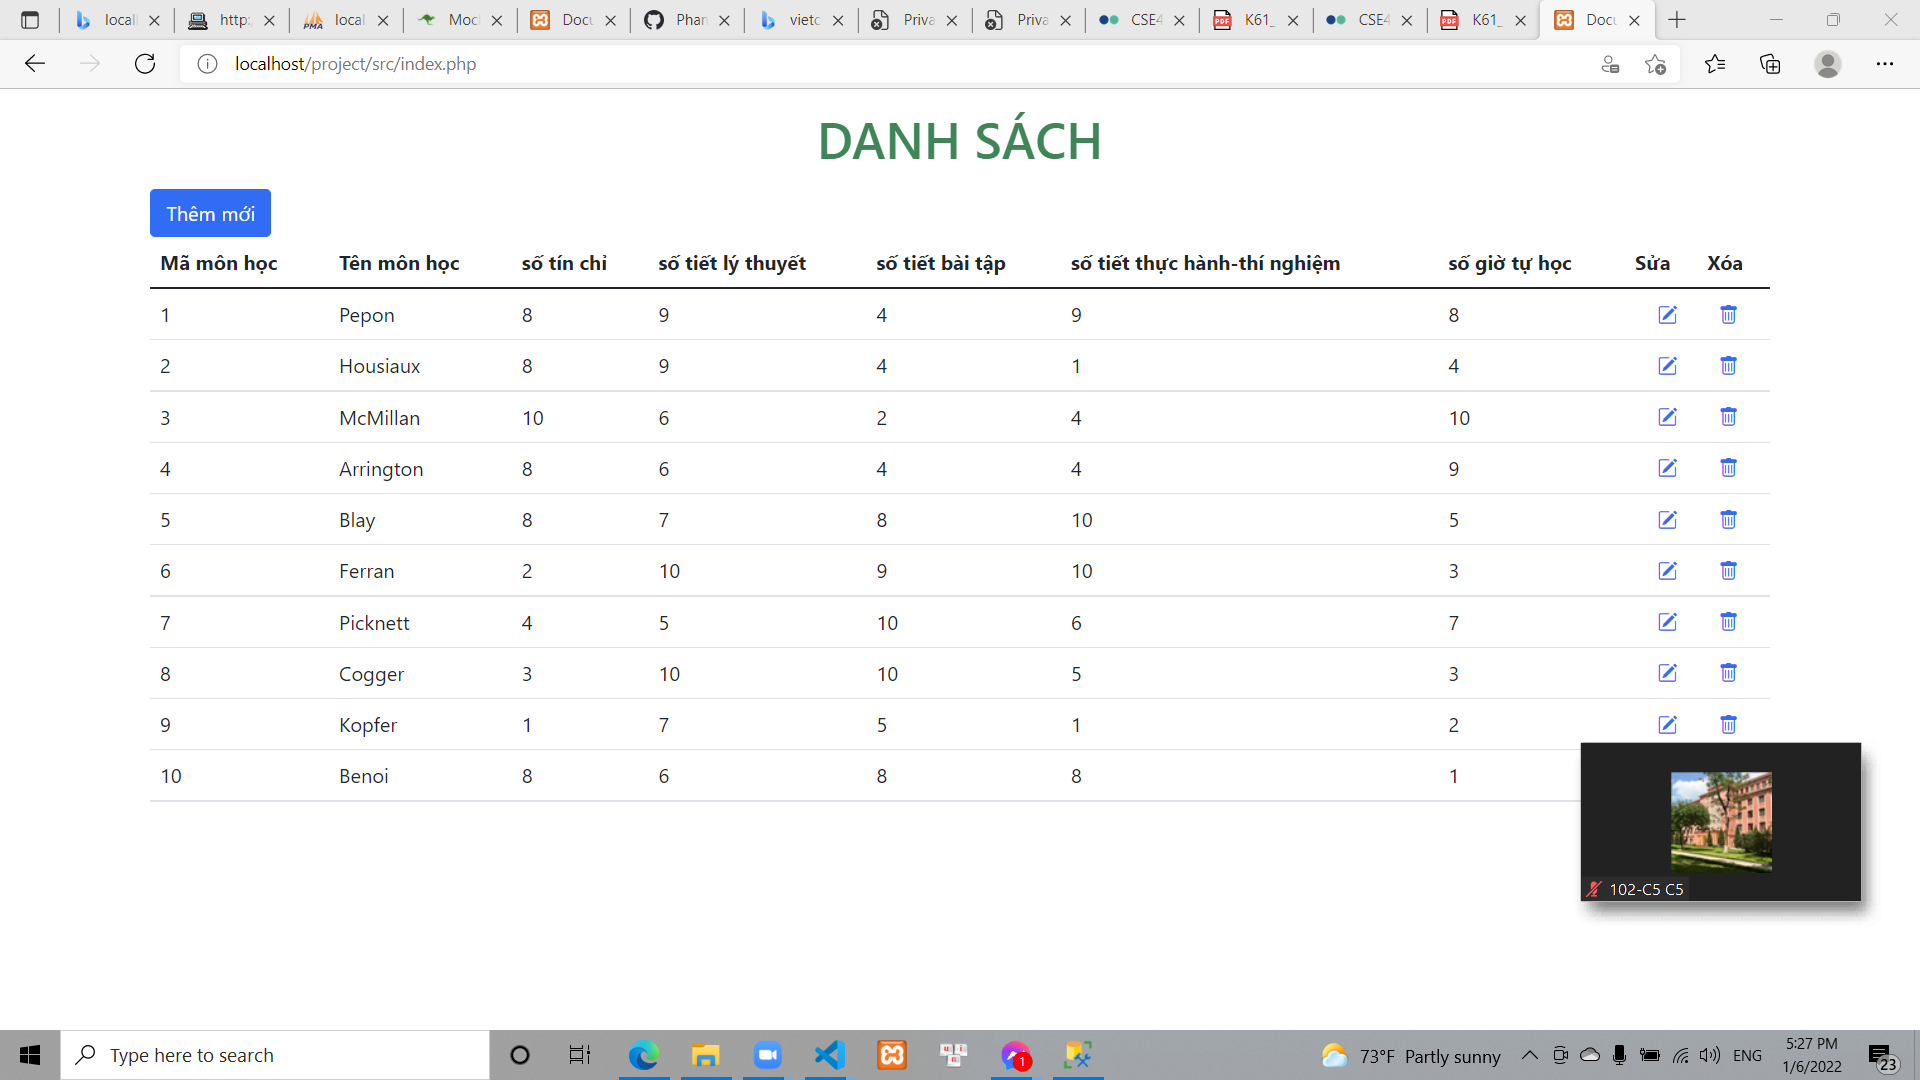 locall http: local Moc Docu Phan vietc Priva Priva CSE4 K61_ CSE4 K61_ Docu
localhost/project/src/index.php
DANH SÁCH
Thêm mới
Mã môn học Tên môn học số tín chỉ số tiết lý thuyết số tiết bài tập số tiết thực hành-thí nghiệm số giờ tự học Sửa Xóa
1 Pepon 8 9 4 9 8
2 Housiaux 8 9 4 1 4
3 McMillan 10 6 2 4 10
4 Arrington 8 6 4 4 9
5 Blay 8 7 8 10 5
6 Ferran 2 10 9 10 3
7 Picknett 4 5 10 6 7
8 Cogger 3 10 10 5 3
9 Kopfer 1 7 5 1 2
10 Benoi 8 6 8 8 1
102-C5 C5
Type here to search
1
73°F Partly sunny
ENG
5:27 PM
1/6/2022
23